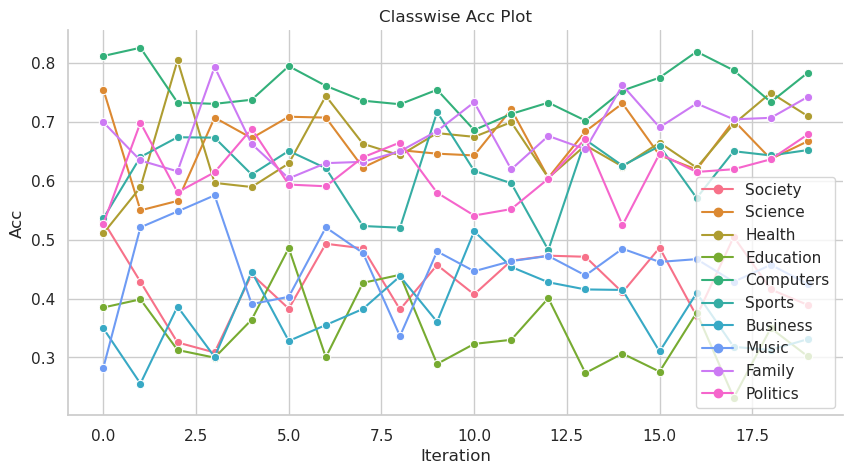 Classwise Acc Plot
Acc
0.8
0.7
0.6
0.5
0.4
0.3
0.0
2.5
5.0
7.5
10.0
12.5
15.0
17.5
Iteration
Society
Science
Health
Education
Computers
Sports
Business
Music
Family
Politics